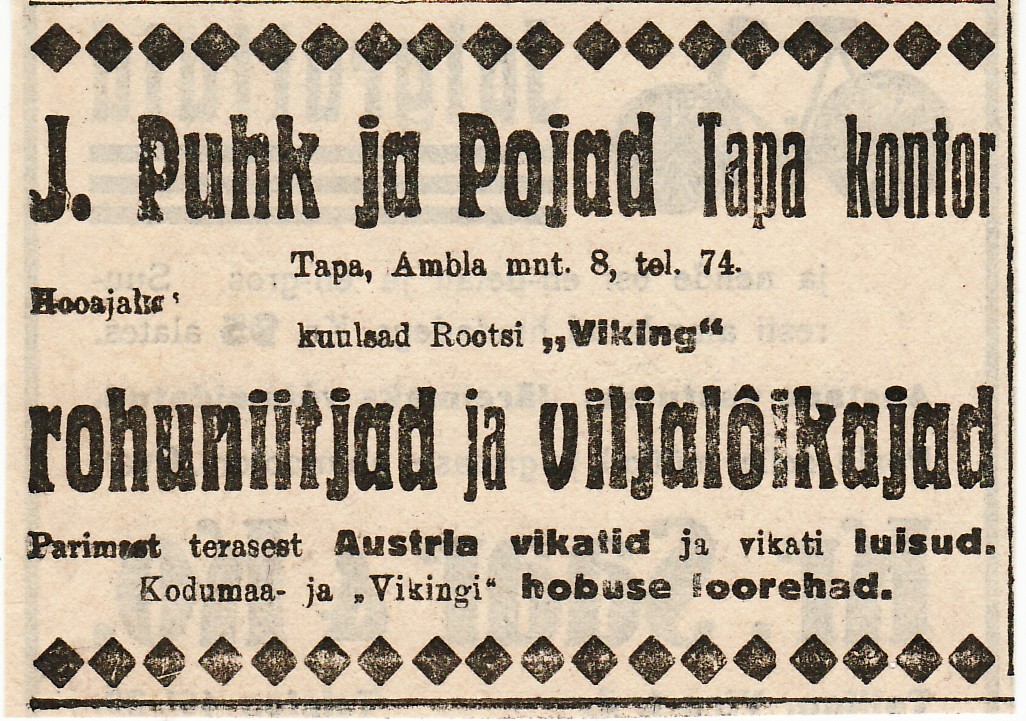 J. Puhk ja Pojad Tapa kontor
Tapa, Ambla mnt. 8, tel. 74.
Hooajaks
kuulsad Rootsi „Viking“
rohuniitjad ja viljalôikajad
Parimast terasest Austria vikatid ja vikati luisud.
Kodumaa- ja „Vikingi“ hobuse loorehad.